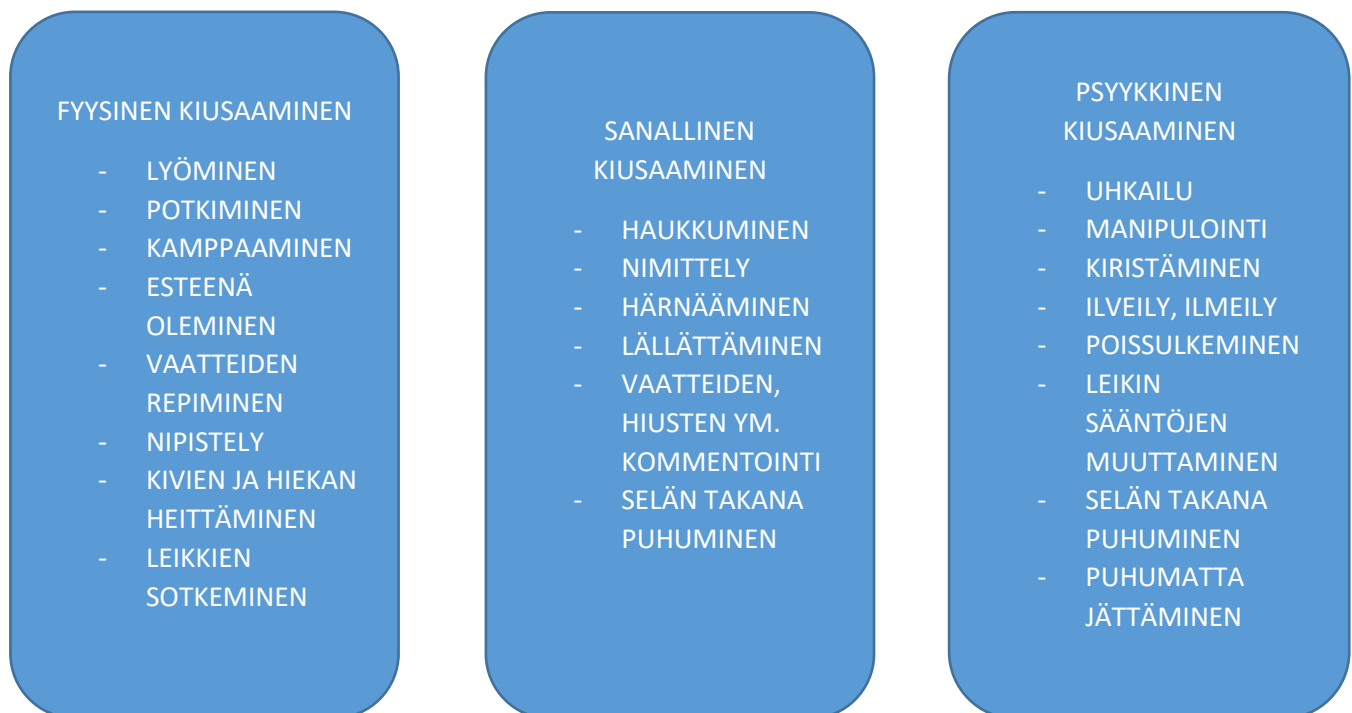 FYYSINEN KIUSAAMINEN
- LYÖMINEN
- POTKIMINEN
- KAMPPAAMINEN
- ESTEENÄ
OLEMINEN
- VAATTEIDEN
REPIMINEN
- NIPISTELY
- KIVIEN JA HIEKAN
HEITTÄMINEN
- LEIKKIEN
SOTKEMINEN
SANALLINEN
KIUSAAMINEN
- HAUKKUMINEN
- NIMITTELY
- HÄRNÄÄMINEN
- LÄLLÄTTÄMINEN
- VAATTEIDEN,
HIUSTEN YM.
KOMMENTOINTI
- SELÄN TAKANA
PUHUMINEN
PSYYKKINEN
KIUSAAMINEN
- UHKAILU
- MANIPULOINTI
- KIRISTÄMINEN
- ILVEILY, ILMEILY
- POISSULKEMINEN
- LEIKIN
SÄÄNTÖJEN
MUUTTAMINEN
- SELÄN TAKANA
PUHUMINEN
- PUHUMATTA
JÄTTÄMINEN